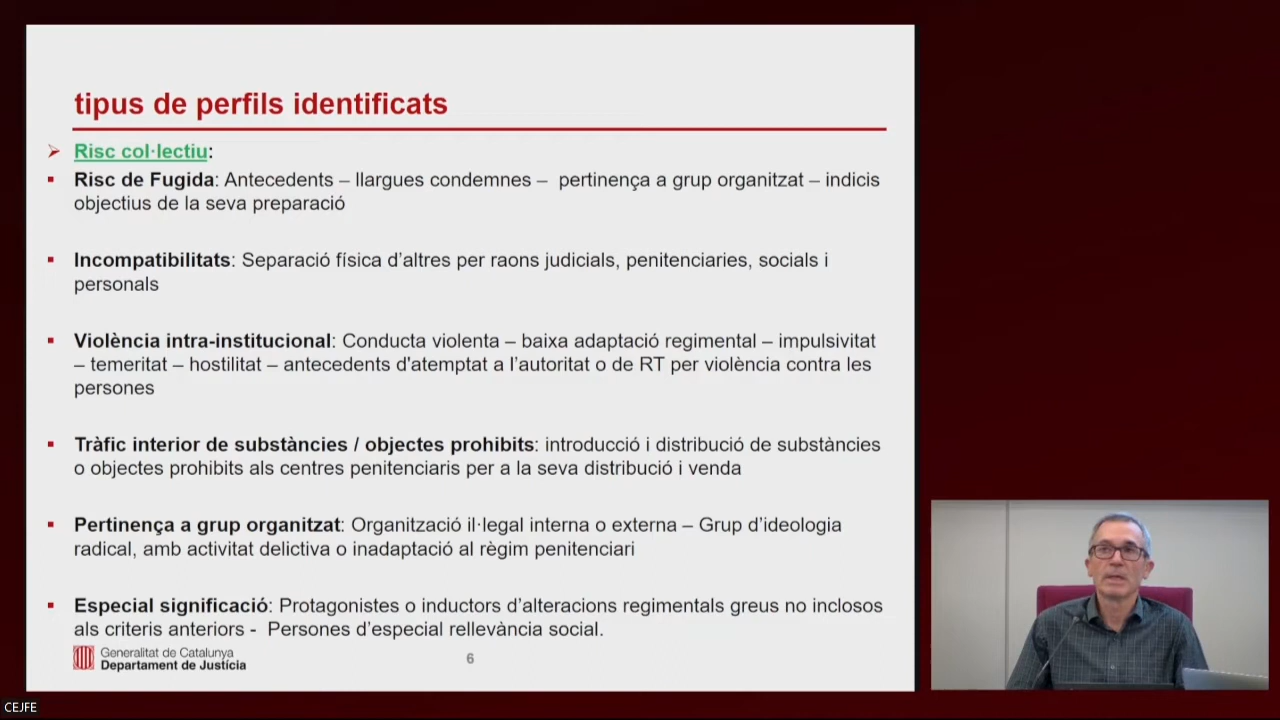 tipus de perfils identificats
➢ Risc col·lectiu:
▪ Risc de Fugida: Antecedents – llargues condemnes – pertinença a grup organitzat – indicis
objectius de la seva preparació
▪ Incompatibilitats: Separació física d’altres per raons judicials, penitenciaries, socials i
personals
▪ Violència intra-institucional: Conducta violenta – baixa adaptació regimental – impulsivitat
– temeritat – hostilitat – antecedents d'atemptat a l’autoritat o de RT per violència contra les
persones
▪ Tràfic interior de substàncies / objectes prohibits: introducció i distribució de substàncies
o objectes prohibits als centres penitenciaris per a la seva distribució i venda
▪ Pertinença a grup organitzat: Organització il·legal interna o externa – Grup d’ideologia
radical, amb activitat delictiva o inadaptació al règim penitenciari
▪ Especial significació: Protagonistes o inductors d’alteracions regimentals greus no inclosos
als criteris anteriors - Persones d’especial rellevància social.
Generalitat de Catalunya
Departament de Justícia
6
CEJFE